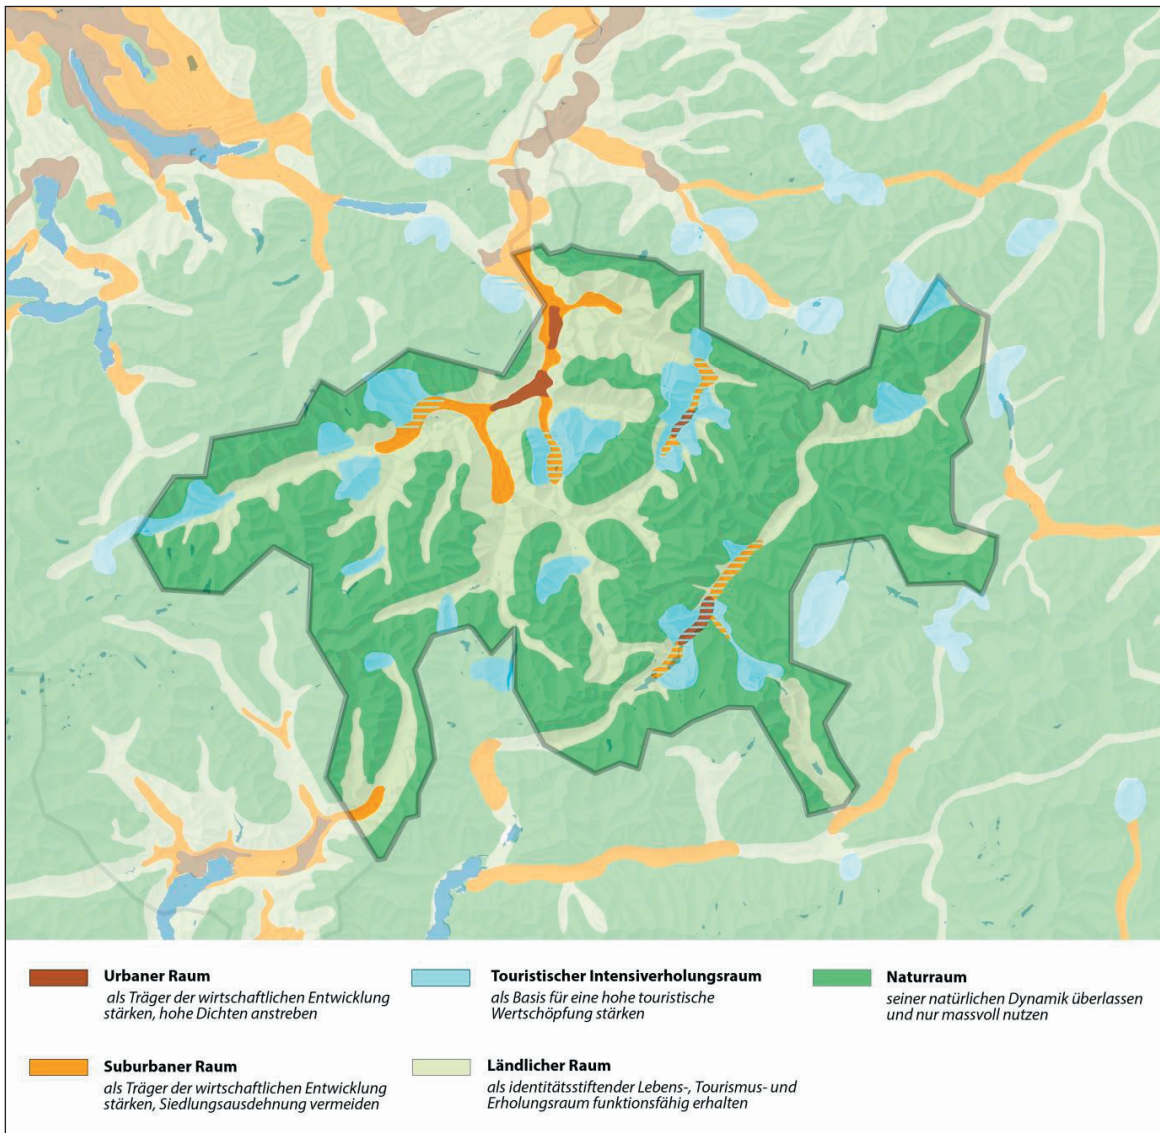 Urbaner Raum
als Träger der wirtschaftlichen Entwicklung
stärken, hohe Dichten anstreben
Suburbaner Raum
als Träger der wirtschaftlichen Entwicklung
stärken, Siedlungsausdehnung vermeiden
Touristischer Intensiverholungsraum
als Basis für eine hohe touristische
Wertschöpfung stärken
Ländlicher Raum
als identitätsstiftender Lebens-, Tourismus- und
Erholungsraum funktionsfähig erhalten
Naturraum
seiner natürlichen Dynamik überlassen
und nur massvoll nutzen